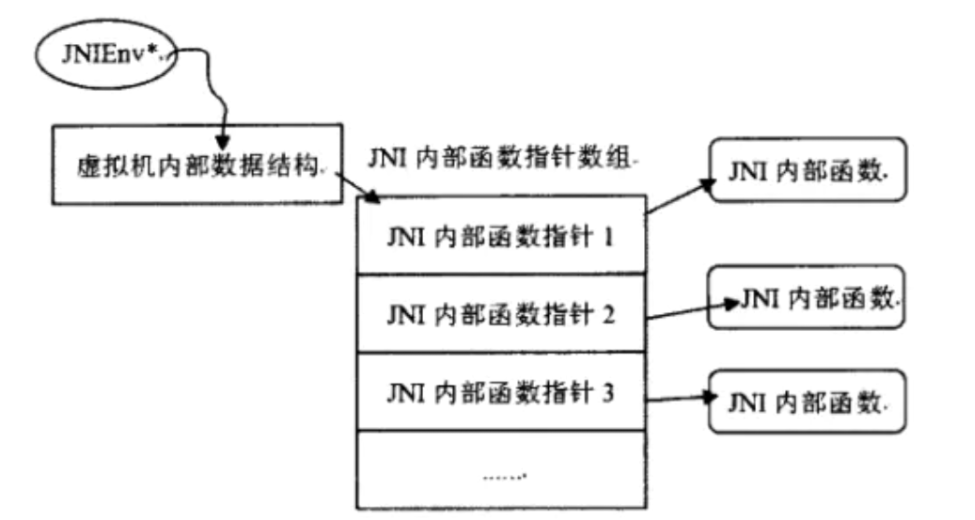 JNIEnv*
虚拟机内部数据结构
JNI 内部函数指针数组
JNI 内部函数指针 1
JNI 内部函数指针 2
JNI 内部函数指针 3
......
JNI 内部函数
JNI 内部函数
JNI 内部函数